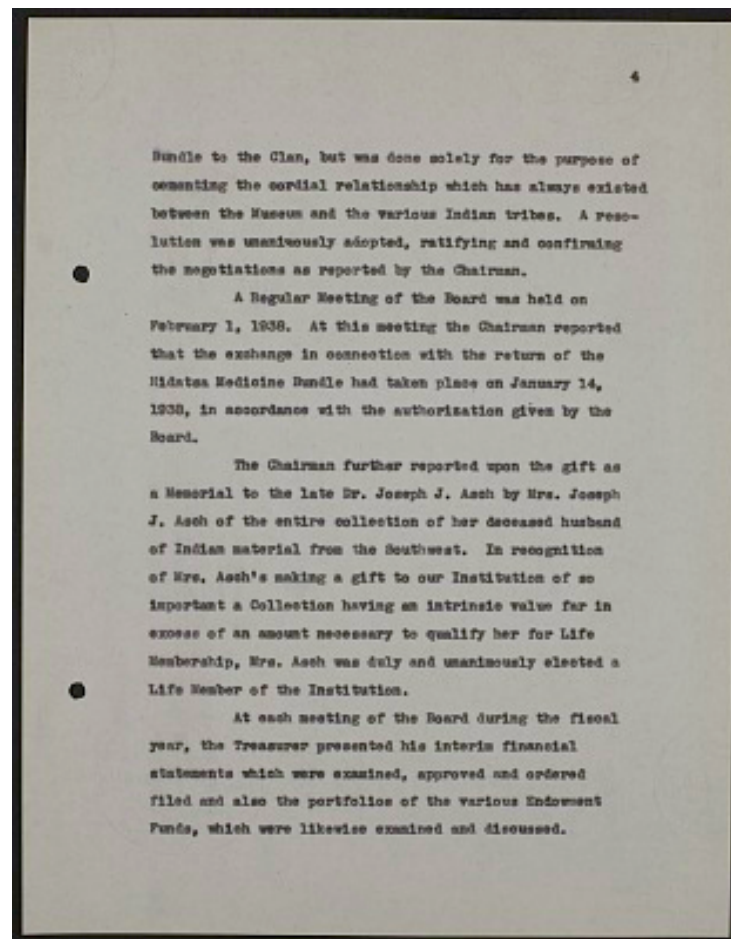 4
Bundle to the Clan, but was done solely for the purpose of
cementing the cordial relationship which has always existed
between the Museum and the various Indian tribes. A reso-
lution was unanimously adopted, ratifying and confirming
the negotiations as reported by the Chairman.
A Regular Meeting of the Board was held on
February 1, 1938. At this meeting the Chairman reported
that the exchange in connection with the return of the
Hidatsa Medicine Bundle had taken place on January 14,
1938, in accordance with the authorization given by the
Board.
The Chairman further reported upon the gift as
a Memorial to the late Dr. Joseph J. Asch by Mrs. Joseph
J. Asch of the entire collection of her deceased husband
of Indian material from the Southwest. In recognition
of Mrs. Asch's making a gift to our Institution of so
important a Collection having an intrinsic value far in
excess of an amount necessary to qualify her for Life
Membership, Mrs. Asch was duly and unanimously elected a
Life Member of the Institution.
At each meeting of the Board during the fiscal
year, the Treasurer presented his interim financial
statements which were examined, approved and ordered
filed and also the portfolios of the various Endowment
Funds, which were likewise examined and discussed.